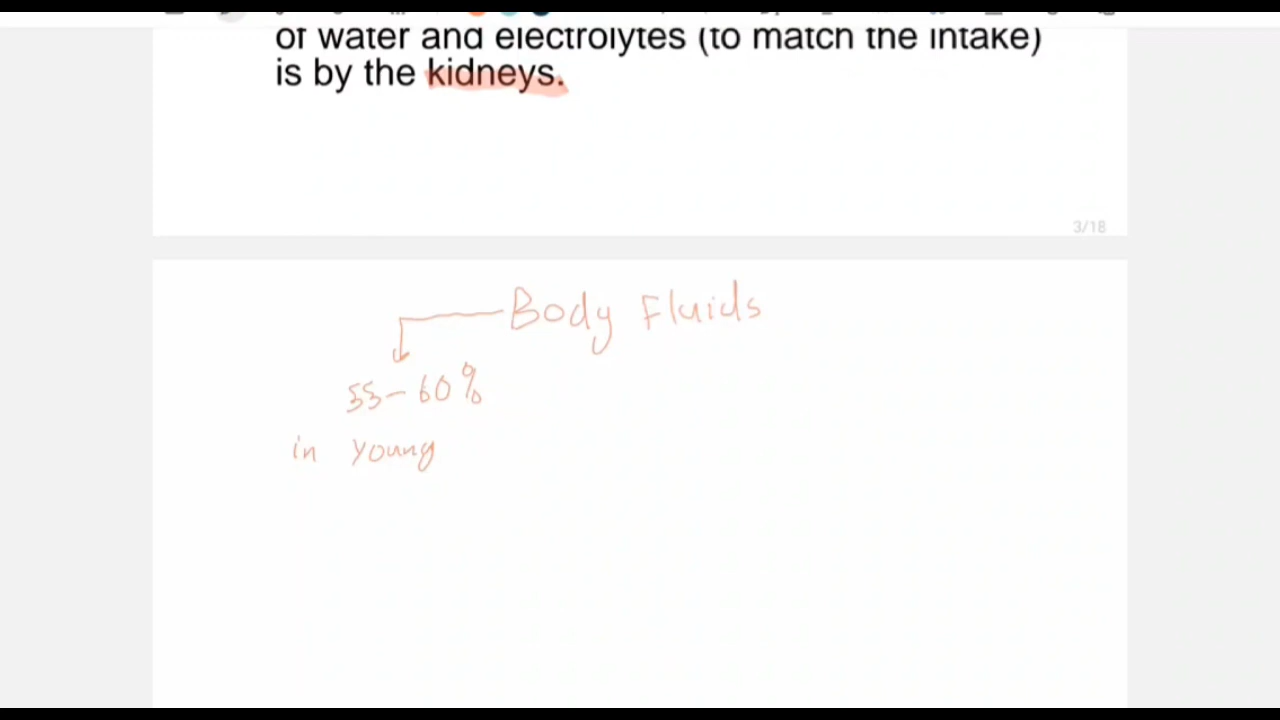 of water and electrolytes (to match the intake)
is by the kidneys.
3/18
Body Fluids
55-60%
in young